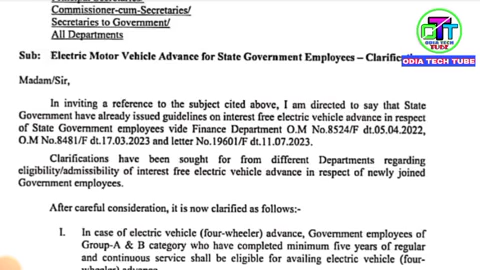 Commissioner-cum-Secretaries/
Secretaries to Government/
All Departments
Sub: Electric Motor Vehicle Advance for State Government Employees – Clarification
ODIA TECH TUBE
ODIA TECH
TUBE
Madam/Sir,
In inviting a reference to the subject cited above, I am directed to say that State
Government have already issued guidelines on interest free electric vehicle advance in respect
of State Government employees vide Finance Department O.M No.8524/F dt.05.04.2022,
O.M No.8481/F dt.17.03.2023 and letter No.19601/F dt.11.07.2023.
Clarifications have been sought for from different Departments regarding
eligibility/admissibility of interest free electric vehicle advance in respect of newly joined
Government employees.
After careful consideration, it is now clarified as follows:-
I. In case of electric vehicle (four-wheeler) advance, Government employees of
Group-A & B category who have completed minimum five years of regular
and continuous service shall be eligible for availing electric vehicle (four-
wheeler) advance.